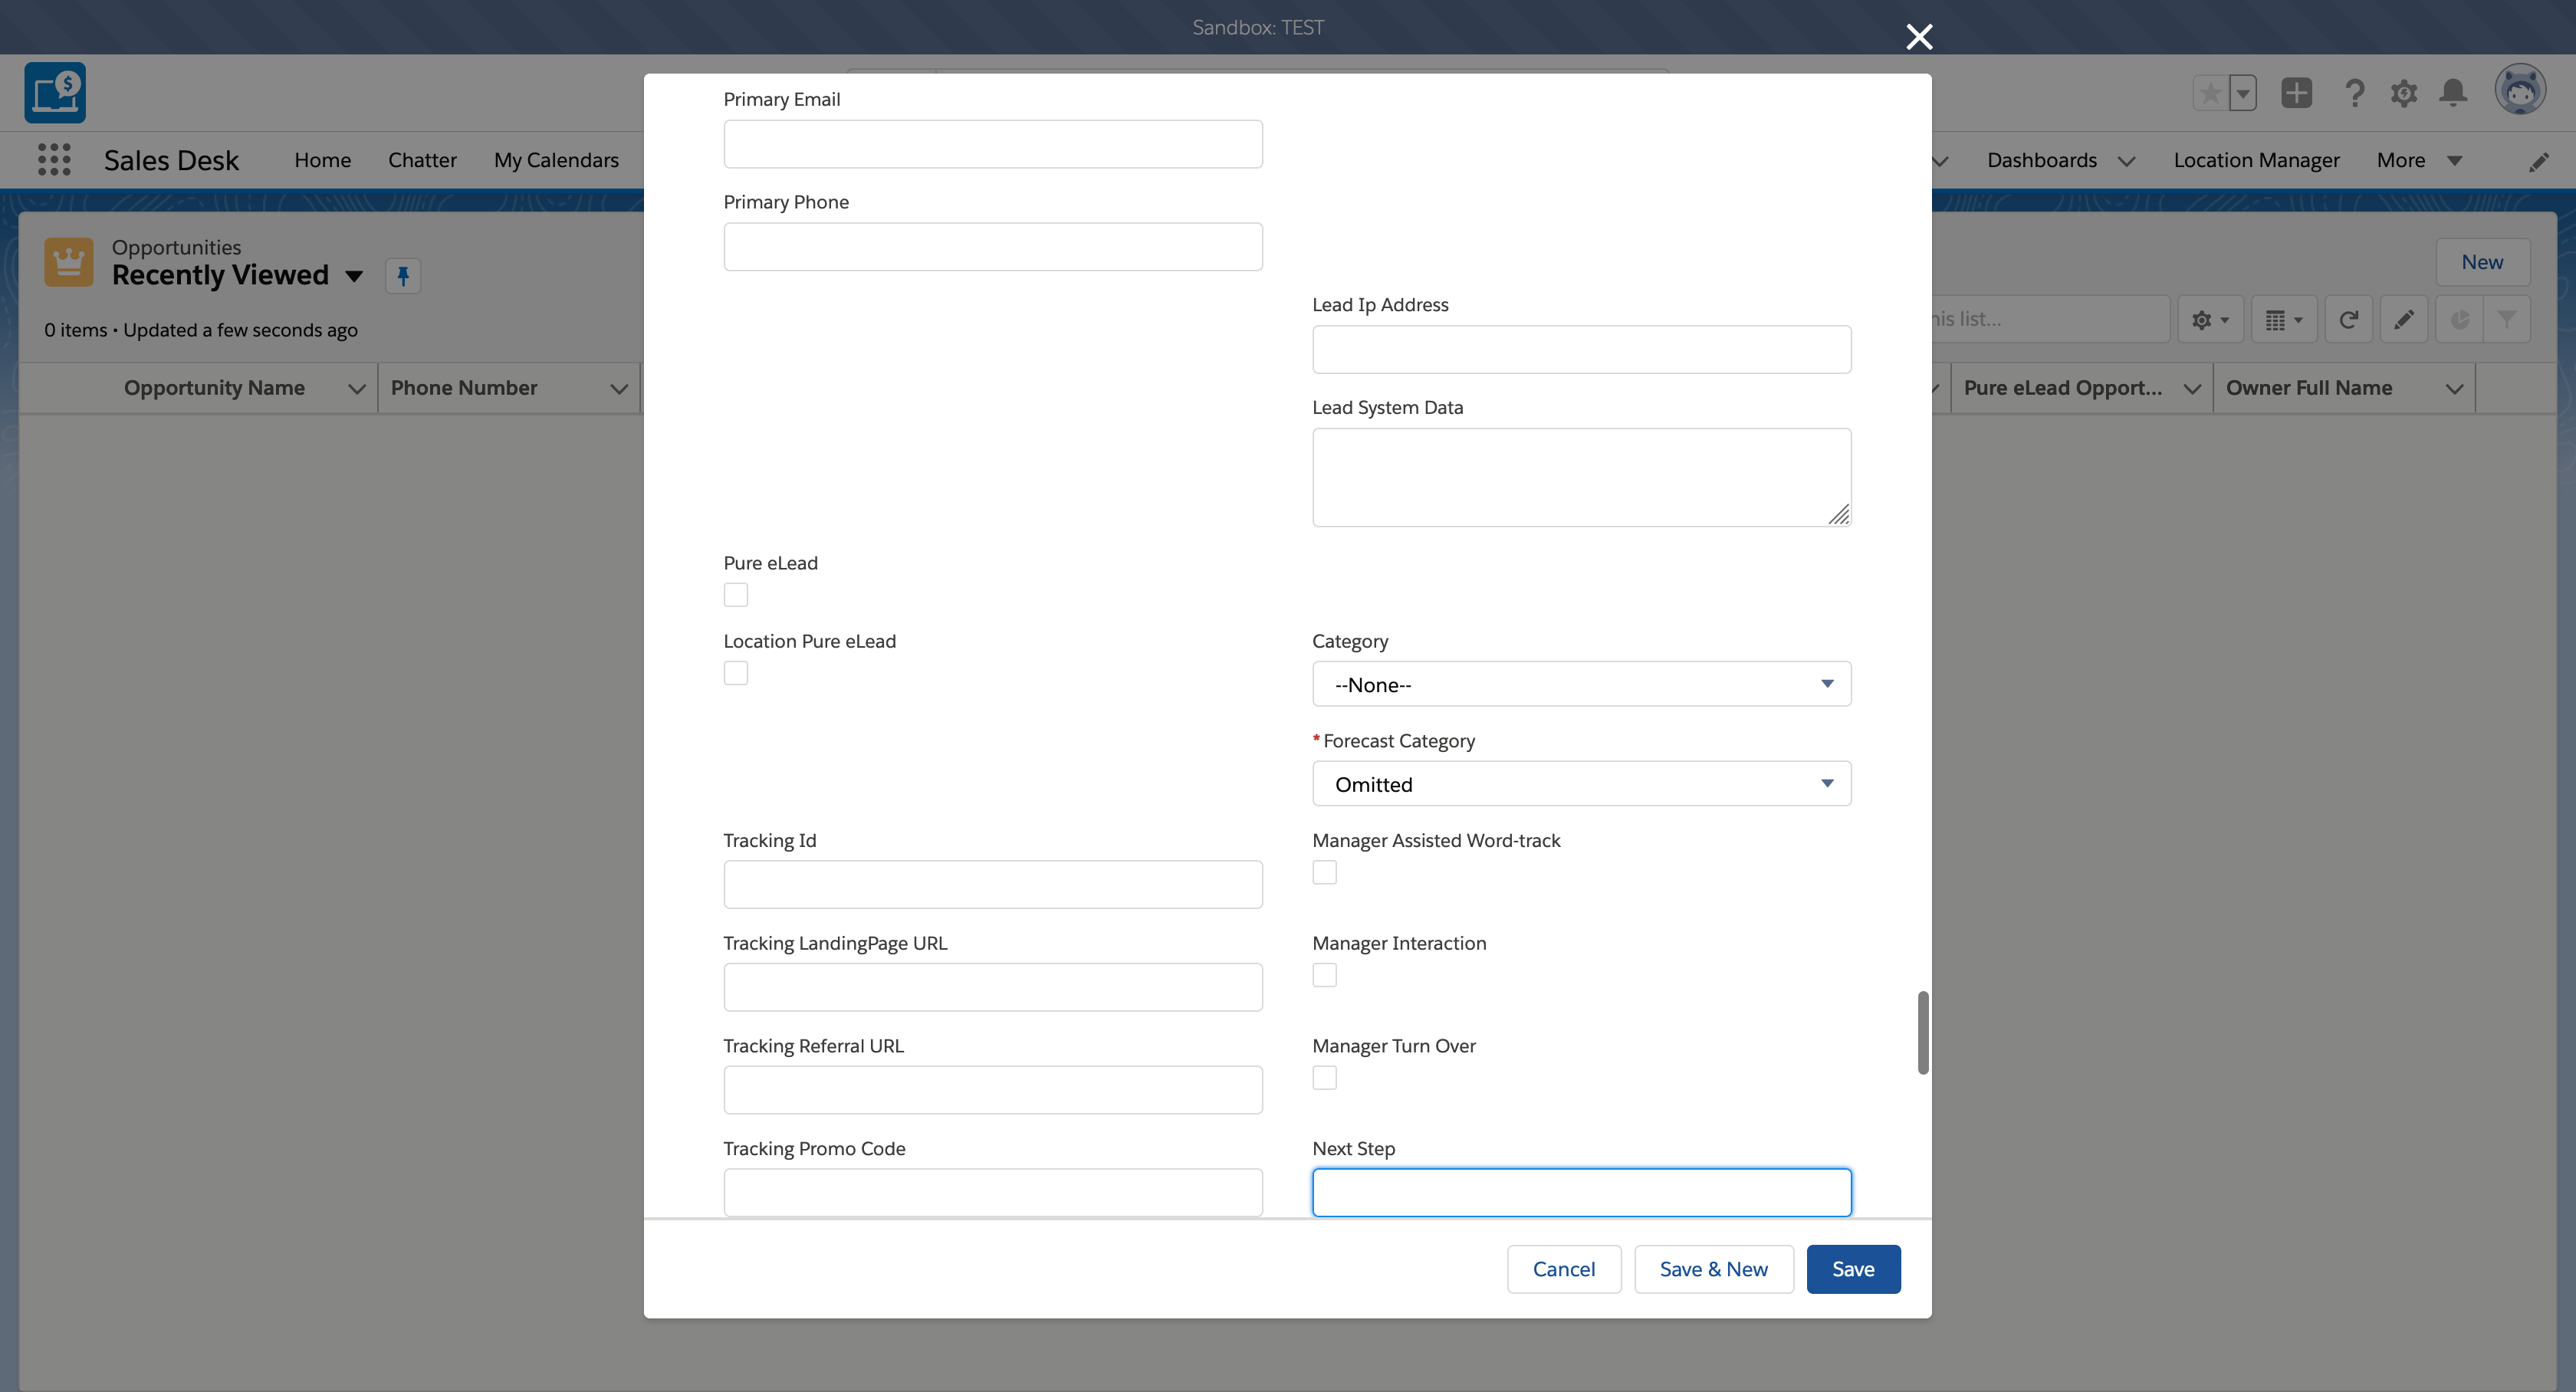 Sandbox: TEST
Sales Desk
Home
Chatter
My Calendars
Dashboards
Location Manager
More
Opportunities
Recently Viewed
New
0 items • Updated a few seconds ago
his list...
Opportunity Name
Phone Number
Pure eLead Opport...
Owner Full Name
Primary Email
Primary Phone
Lead Ip Address
Lead System Data
Pure eLead
Location Pure eLead
Category
--None--
*Forecast Category
Omitted
Tracking Id
Manager Assisted Word-track
Tracking LandingPage URL
Manager Interaction
Tracking Referral URL
Manager Turn Over
Tracking Promo Code
Next Step
Cancel
Save & New
Save